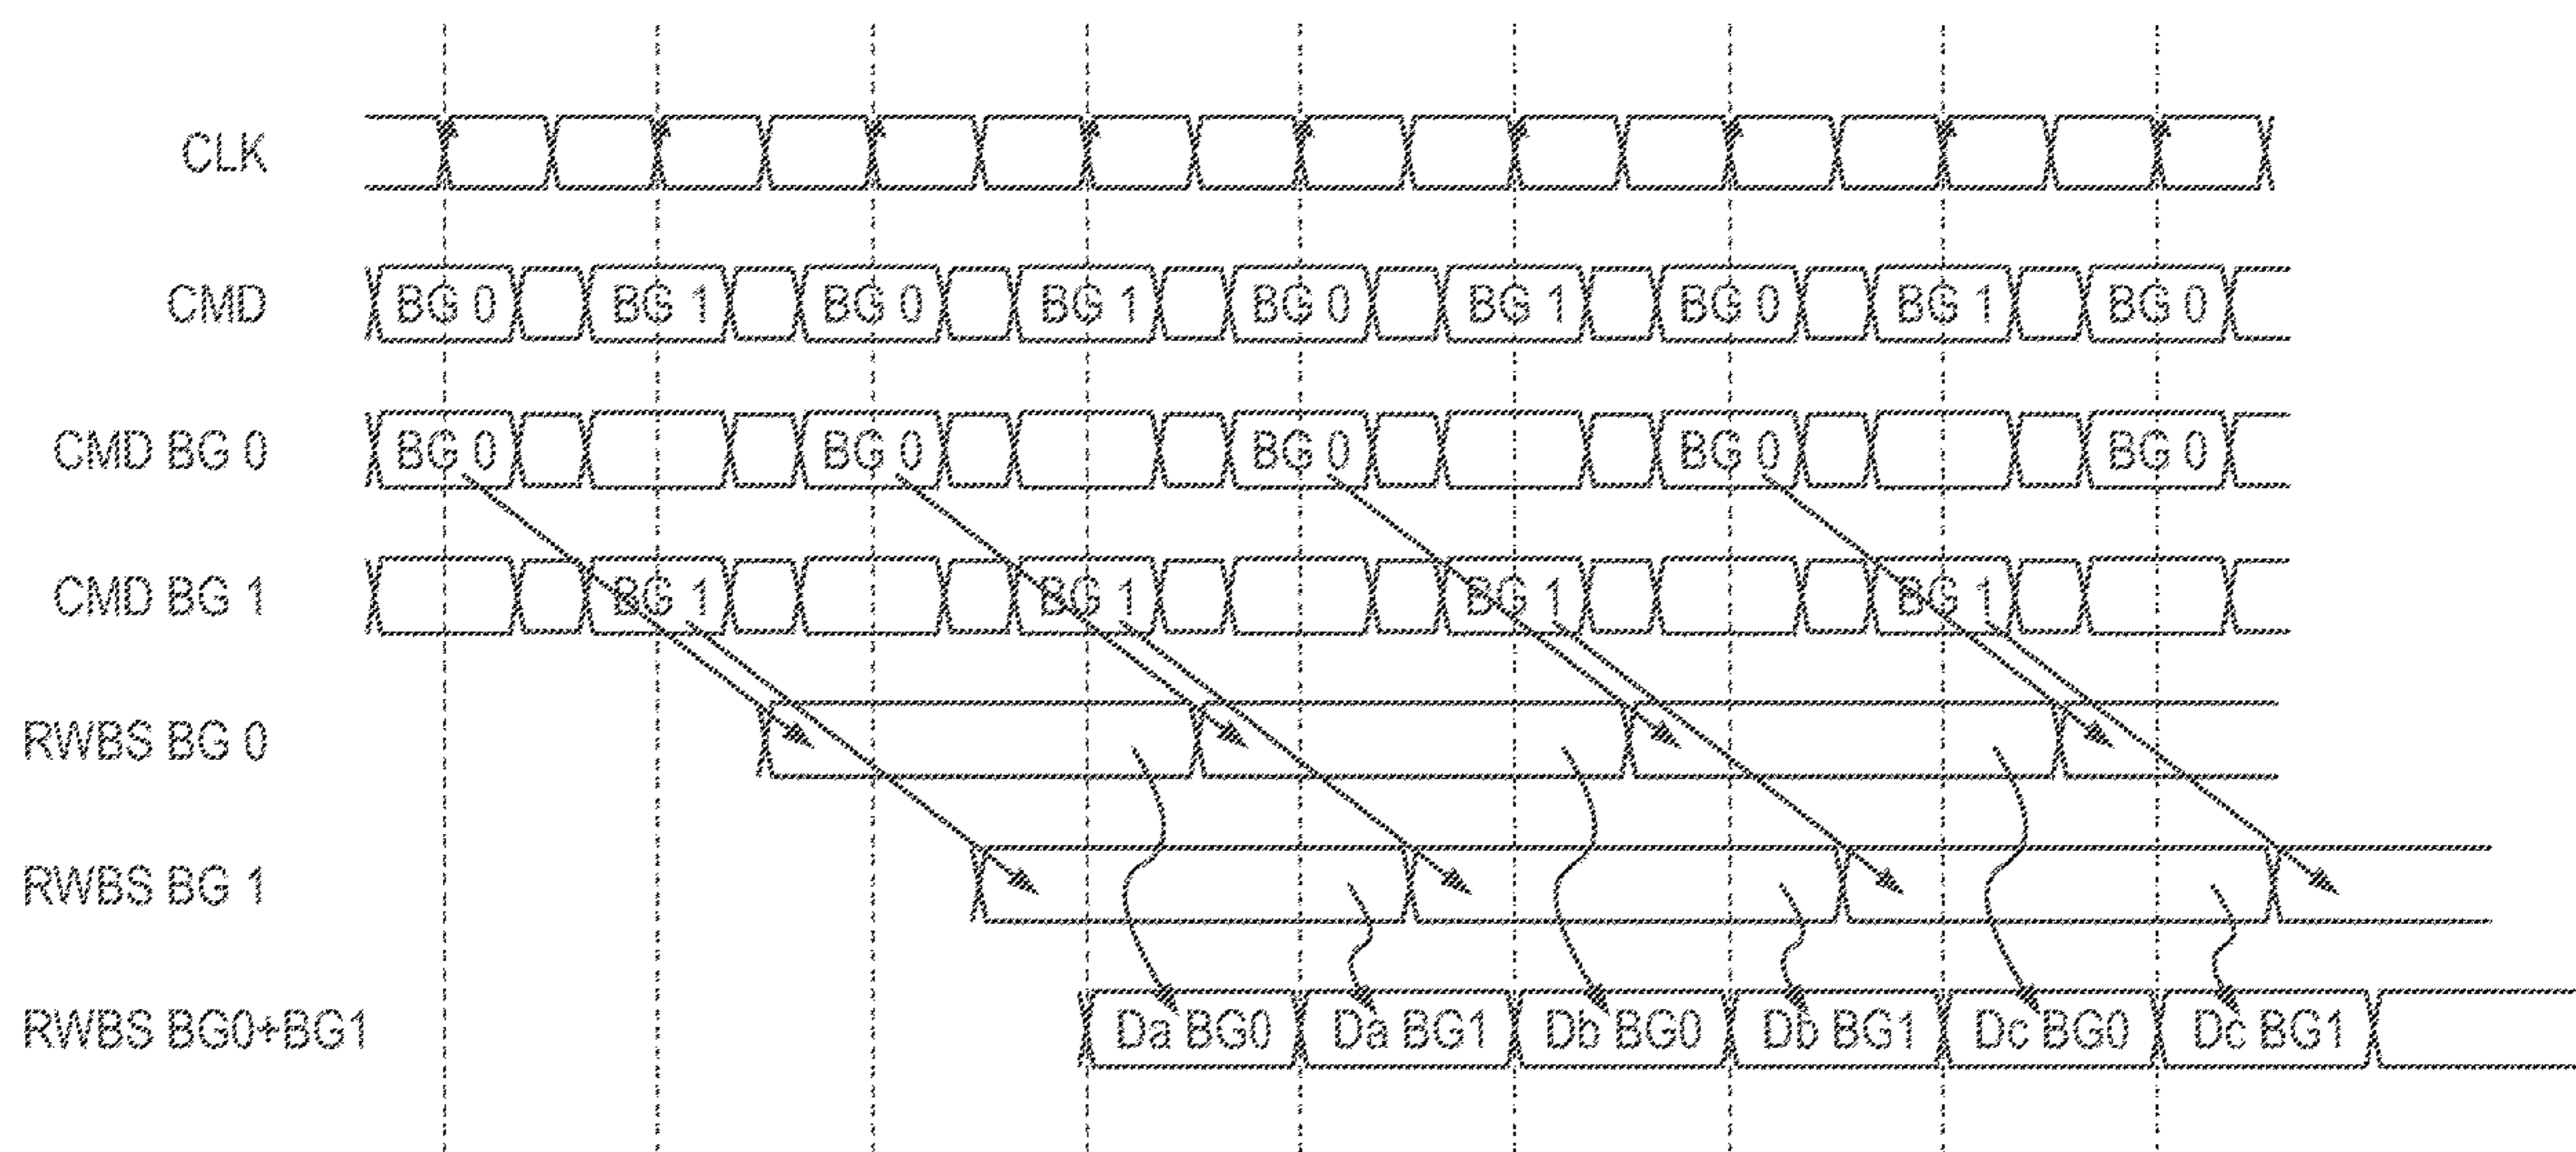 CLK
CMD BG 0 BG 1 BG 0 BG 1 BG 0 BG 1 BG 0 BG 1 BG 0
CMD BG 0 BG 0 BG 0 BG 0 BG 0 BG 0
CMD BG 1 BG 1 BG 1 BG 1 BG 1
RWBS BG 0
RWBS BG 1
RWBS BG0+BG1 Da BG0 Da BG1 Db BG0 Db BG1 Dc BG0 Dc BG1